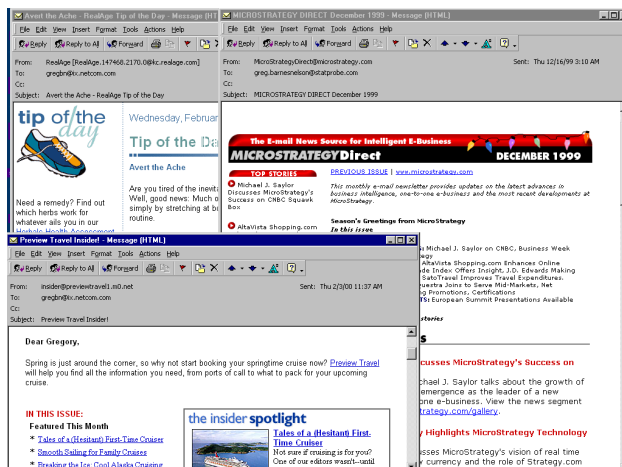 Avert the Ache - RealAge Tip of the Day - Message (HT
File Edit View Insert Format Tools Actions Help
Reply Reply to All Forward
From: RealAge [RealAge.147468.2170.0@kc.realage.com]
To: gregbn@ix.netcom.com
Cc:
Subject: Avert the Ache - RealAge Tip of the Day
tip of the day
Wednesday, Februar
Tip of the Da
Avert the Ache
Are you tired of the inevit
Well, good news: Much o
simply by stretching at b
routine.
Need a remedy? Find out
which herbs work for
whatever ails you in our
Herbals Health Assessment
MICROSTRATEGY DIRECT December 1999 - Message (HTML)
File Edit View Insert Format Tools Actions Help
Reply Reply to All Forward
From: MicroStrategyDirect@microstrategy.com Sent: Thu 12/16/99 3:10 AM
To: greg.barnesnelson@statprobe.com
Cc:
Subject: MICROSTRATEGY DIRECT December 1999
The E-mail News Source for Intelligent E-Business
MICROSTRATEGYDirect DECEMBER 1999
TOP STORIES
Michael J. Saylor
Discusses MicroStrategy's
Success on CNBC Squawk
Box
AltaVista Shopping.com
PREVIOUS ISSUE | www.microstrategy.com
This monthly e-mail newsletter provides updates on the latest advances in
business intelligence, one-to-one e-business and the most recent developments at
MicroStrategy.
Season's Greetings from MicroStrategy
In this issue
s Michael J. Saylor on CNBC, Business Week
egy
AltaVista Shopping.com Enhances Online
de Index Offers Insight, J.D. Edwards Making
SatoTravel Improves Travel Expenditures.
uestra Joins to Serve Mid-Markets, Net
g Promotions, Certifications
TS: European Summit Presentations Available
stories
S
cusses MicroStrategy's Success on
chael J. Saylor talks about the growth of
emergence as the leader of a new
one e-business. View the news segment
trategy.com/gallery.
y Highlights MicroStrategy Technology
usses MicroStrategy's vision of real time
y currency and the role of Strategy.com
Preview Travel Insider! - Message (HTML)
File Edit View Insert Format Tools Actions Help
Reply Reply to All Forward
From: insider@previewtravel1.m0.net Sent: Thu 2/3/00 11:37 AM
To: gregbn@ix.netcom.com
Cc:
Subject: Preview Travel Insider!
Dear Gregory,
Spring is just around the corner, so why not start booking your springtime cruise now? Preview Travel
will help you find all the information you need, from ports of call to what to pack for your upcoming
cruise.
IN THIS ISSUE:
Featured This Month
* Tales of a (Hesitant) First-Time Cruiser
* Smooth Sailing for Family Cruises
* Breaking the Ice: Cool Alaska Cruising
the insider spotlight
Tales of a (Hesitant) First-
Time Cruiser
Not sure if cruising is for you?
One of our editors wasn't--until